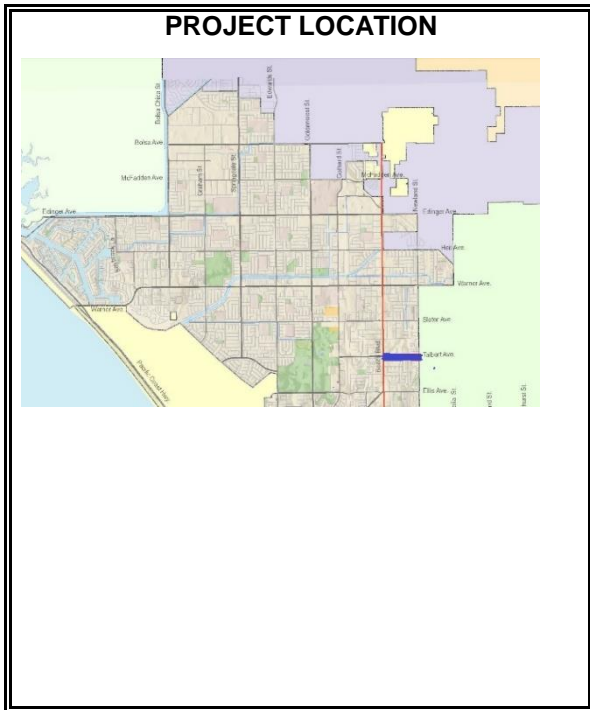 PROJECT LOCATION
Edwards St.
Bolsa Chica St.
Goldenwest St.
Bolsa Ave.
Graham St.
Springdale St.
McFadden Ave.
McFadden Ave.
Newland St.
Edinger Ave.
Edinger Ave.
Heil Ave.
Warner Ave.
Warner Ave.
Slater Ave.
Talbert Ave.
Pacific Coast Hwy
Ellis Ave.